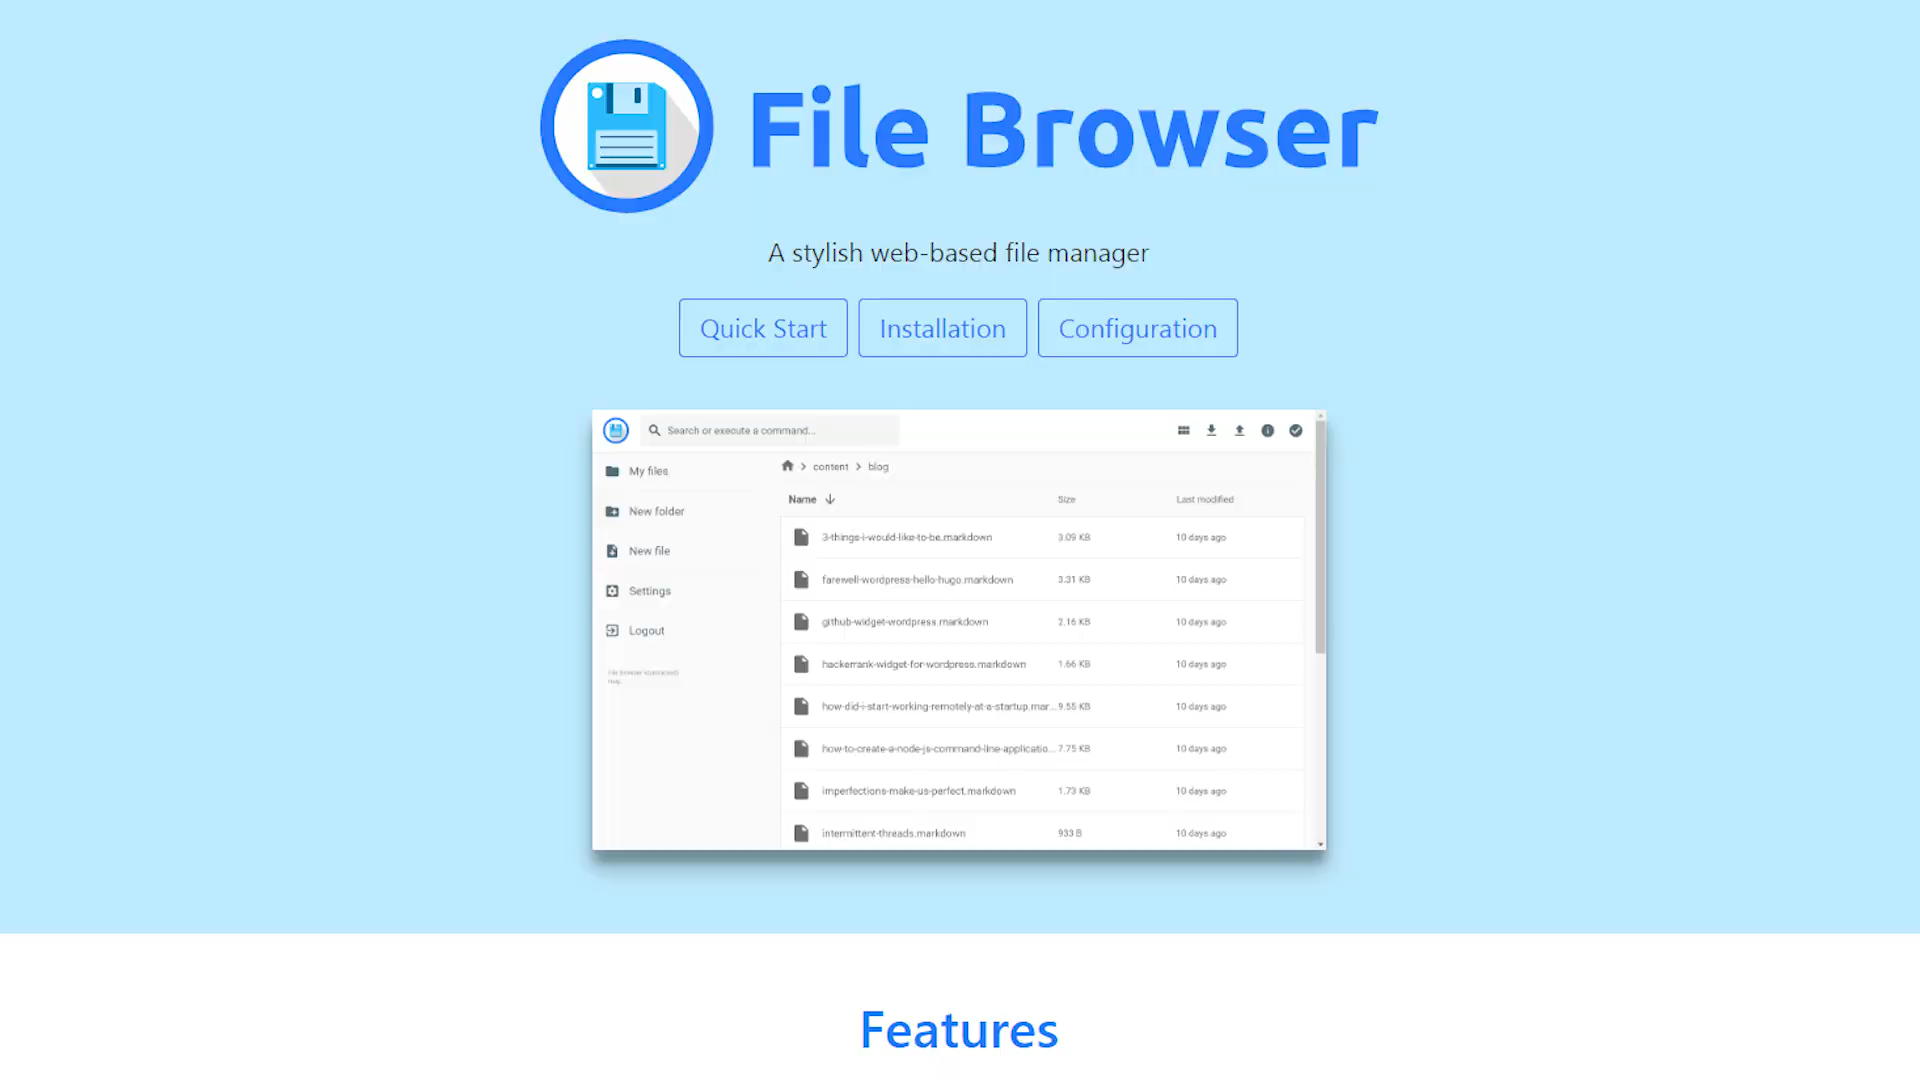 File Browser
A stylish web-based file manager
Quick Start Installation Configuration
Search or execute a command...
My files
New folder
New file
Settings
Logout
content blog
Name Size Last modified
3-things-i-would-like-to-be.markdown 3.09 KB 10 days ago
farewell-wordpress-hello-hugo.markdown 3.31 KB 10 days ago
github-widget-wordpress.markdown 2.16 KB 10 days ago
hackerrank-widget-for-wordpress.markdown 1.66 KB 10 days ago
how-did-i-start-working-remotely-at-a-startup.mar... 9.55 KB 10 days ago
how-to-create-a-node-js-command-line-applicatio... 7.75 KB 10 days ago
imperfections-make-us-perfect.markdown 1.73 KB 10 days ago
intermittent-threads.markdown 933 B 10 days ago
Features